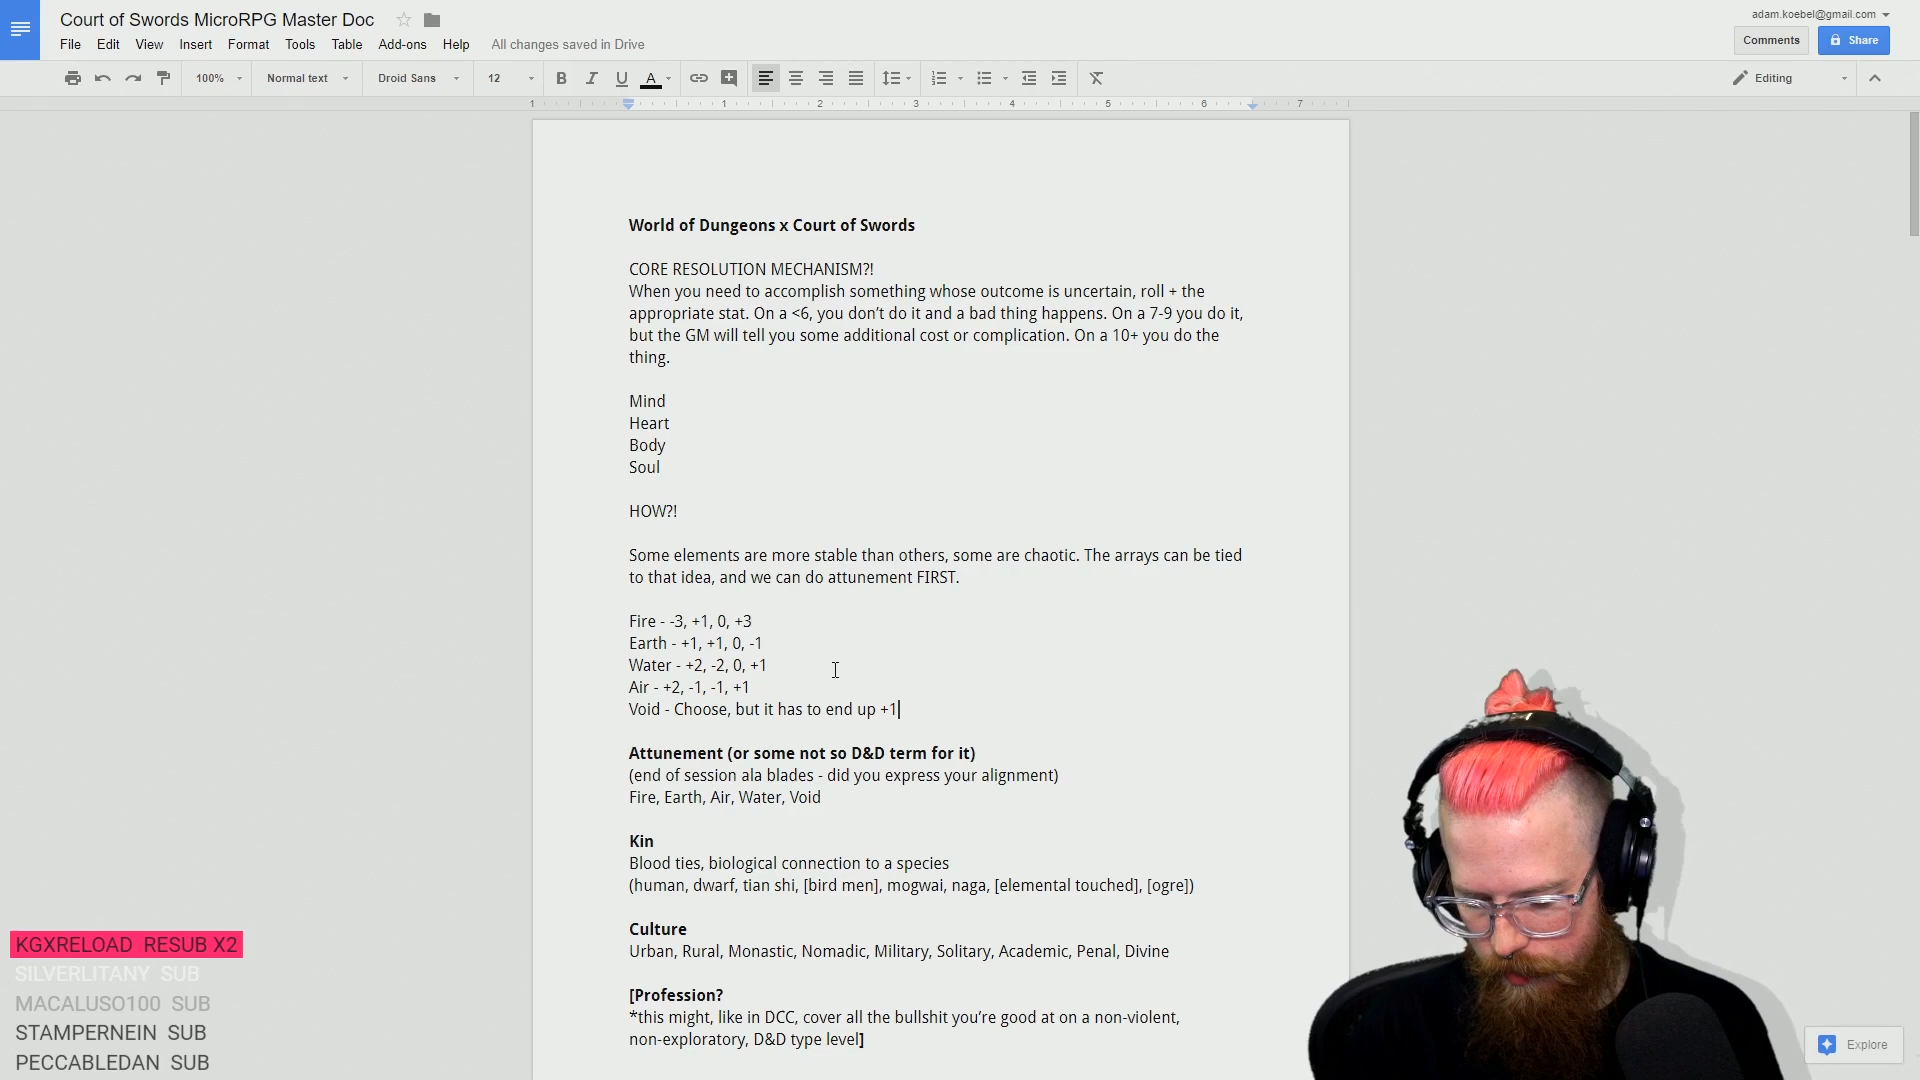 Court of Swords MicroRPG Master Doc
adam.koebel@gmail.com
File Edit View Insert Format Tools Table Add-ons Help All changes saved in Drive
Comments Share
100% Normal text Droid Sans 12 B I U A Editing
1 1 2 3 4 5 6 7
World of Dungeons x Court of Swords
CORE RESOLUTION MECHANISM?!
When you need to accomplish something whose outcome is uncertain, roll + the
appropriate stat. On a <6, you don’t do it and a bad thing happens. On a 7-9 you do it,
but the GM will tell you some additional cost or complication. On a 10+ you do the
thing.
Mind
Heart
Body
Soul
HOW?!
Some elements are more stable than others, some are chaotic. The arrays can be tied
to that idea, and we can do attunement FIRST.
Fire - -3, +1, 0, +3
Earth - +1, +1, 0, -1
Water - +2, -2, 0, +1
Air - +2, -1, -1, +1
Void - Choose, but it has to end up +1
Attunement (or some not so D&D term for it)
(end of session ala blades - did you express your alignment)
Fire, Earth, Air, Water, Void
Kin
Blood ties, biological connection to a species
(human, dwarf, tian shi, [bird men], mogwai, naga, [elemental touched], [ogre])
Culture
Urban, Rural, Monastic, Nomadic, Military, Solitary, Academic, Penal, Divine
[Profession?
*this might, like in DCC, cover all the bullshit you’re good at on a non-violent,
non-exploratory, D&D type level]
KGXRELOAD RESUB X2
SILVERLITANY SUB
MACALUSO100 SUB
STAMPERNEIN SUB
PECCABLEDAN SUB
Explore